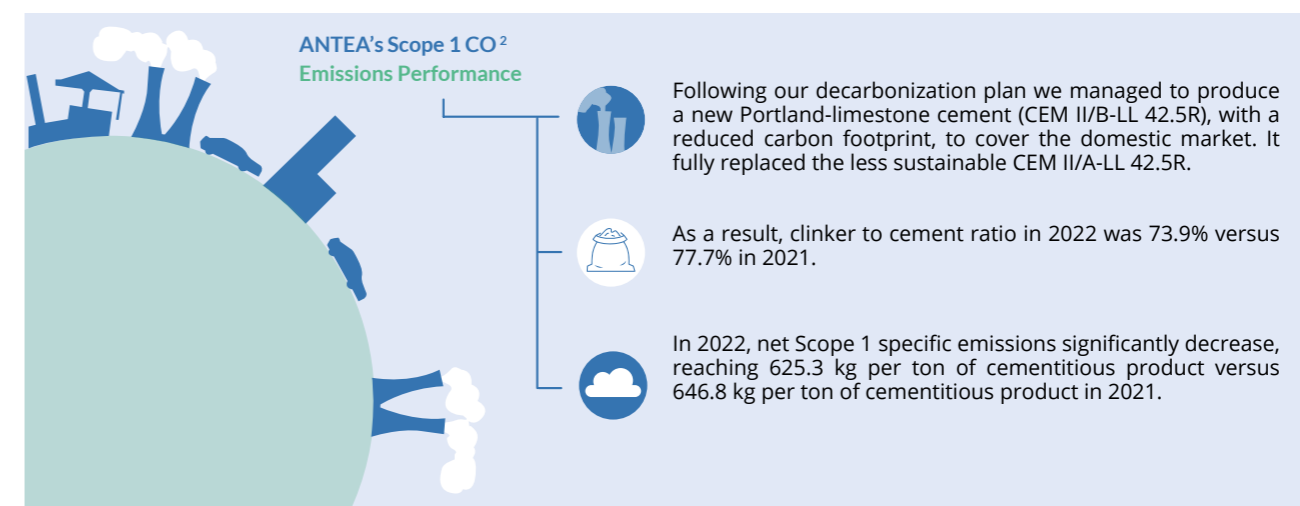 ANTEA’s Scope 1 CO²
Emissions Performance
Following our decarbonization plan we managed to produce
a new Portland-limestone cement (CEM II/B-LL 42.5R), with a
reduced carbon footprint, to cover the domestic market. It
fully replaced the less sustainable CEM II/A-LL 42.5R.
As a result, clinker to cement ratio in 2022 was 73.9% versus
77.7% in 2021.
In 2022, net Scope 1 specific emissions significantly decrease,
reaching 625.3 kg per ton of cementitious product versus
646.8 kg per ton of cementitious product in 2021.